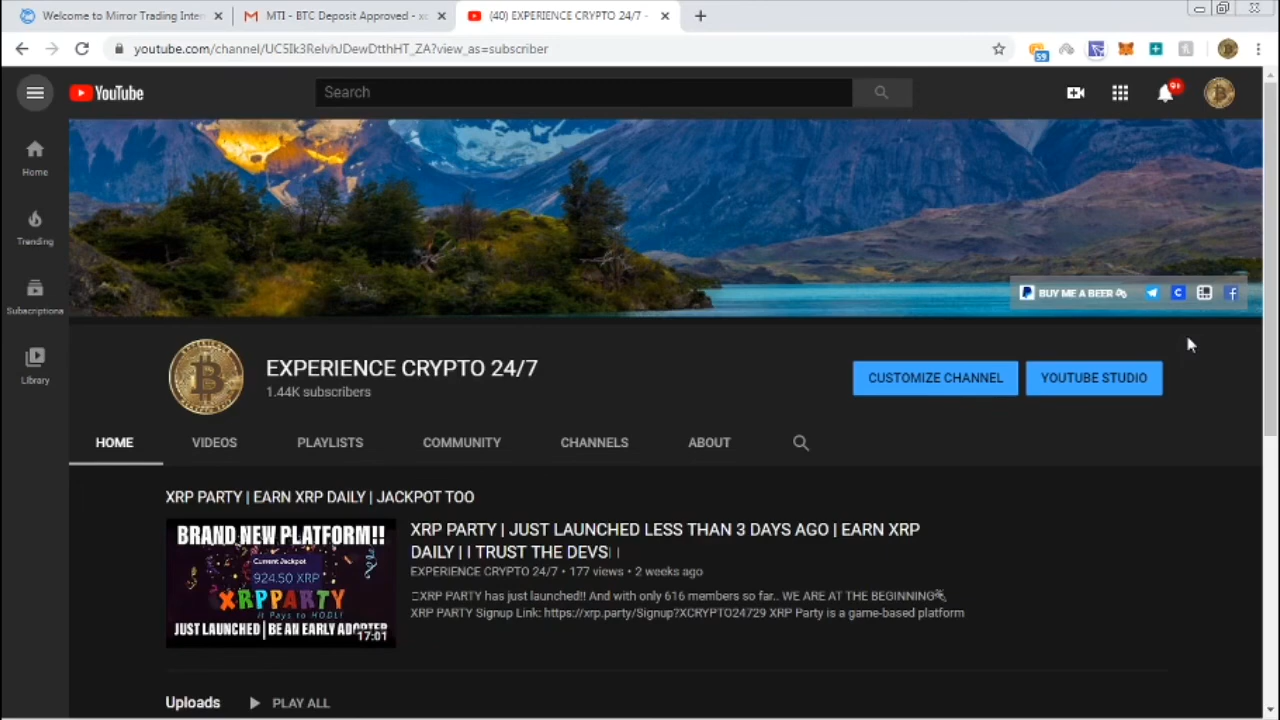 Welcome to Mirror Trading Inter
MTI - BTC Deposit Approved - xc
(40) EXPERIENCE CRYPTO 24/7 -
youtube.com/channel/UC5Ik3RelvhJDewDtthHT_ZA?view_as=subscriber
59
YouTube
Search
9+
Home
Trending
Subscriptions
Library
BUY ME A BEER
EXPERIENCE CRYPTO 24/7
1.44K subscribers
CUSTOMIZE CHANNEL
YOUTUBE STUDIO
HOME
VIDEOS
PLAYLISTS
COMMUNITY
CHANNELS
ABOUT
XRP PARTY | EARN XRP DAILY | JACKPOT TOO
BRAND NEW PLATFORM!!
Current Jackpot
924.50 XRP
XRPPARTY
it Pays to HODL!
JUST LAUNCHED | BE AN EARLY ADOPTER
17:01
XRP PARTY | JUST LAUNCHED LESS THAN 3 DAYS AGO | EARN XRP
DAILY | I TRUST THE DEVS
EXPERIENCE CRYPTO 24/7 • 177 views • 2 weeks ago
XRP PARTY has just launched!! And with only 616 members so far.. WE ARE AT THE BEGINNING
XRP PARTY Signup Link: https://xrp.party/Signup?XCRYPTO24729 XRP Party is a game-based platform
Uploads
PLAY ALL